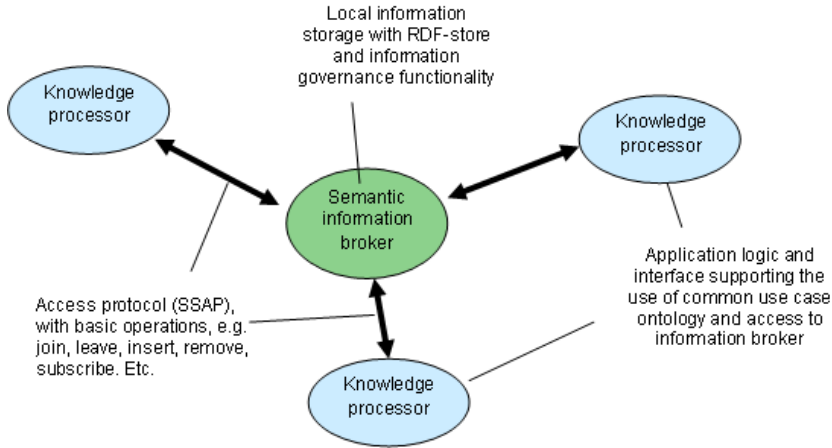 Local information
storage with RDF-store
and information
governance functionality
Knowledge
processor
Knowledge
processor
Semantic
information
broker
Application logic and
interface supporting the
use of common use case
ontology and access to
information broker
Access protocol (SSAP),
with basic operations, e.g.
join, leave, insert, remove,
subscribe. Etc.
Knowledge
processor